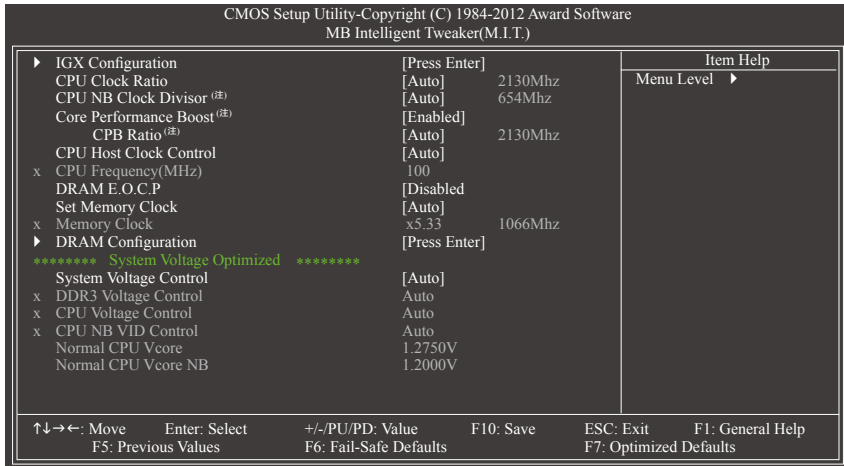 CMOS Setup Utility-Copyright (C) 1984-2012 Award Software
MB Intelligent Tweaker(M.I.T.)
IGX Configuration [Press Enter]
CPU Clock Ratio [Auto] 2130Mhz
CPU NB Clock Divisor (注) [Auto] 654Mhz
Core Performance Boost (注) [Enabled]
CPB Ratio (注) [Auto] 2130Mhz
CPU Host Clock Control [Auto]
x CPU Frequency(MHz) 100
DRAM E.O.C.P [Disabled
Set Memory Clock [Auto]
x Memory Clock x5.33 1066Mhz
DRAM Configuration [Press Enter]
******** System Voltage Optimized ********
System Voltage Control [Auto]
x DDR3 Voltage Control Auto
x CPU Voltage Control Auto
x CPU NB VID Control Auto
Normal CPU Vcore 1.2750V
Normal CPU Vcore NB 1.2000V
Item Help
Menu Level
↑↓→←: Move Enter: Select +/-/PU/PD: Value F10: Save ESC: Exit F1: General Help
F5: Previous Values F6: Fail-Safe Defaults F7: Optimized Defaults